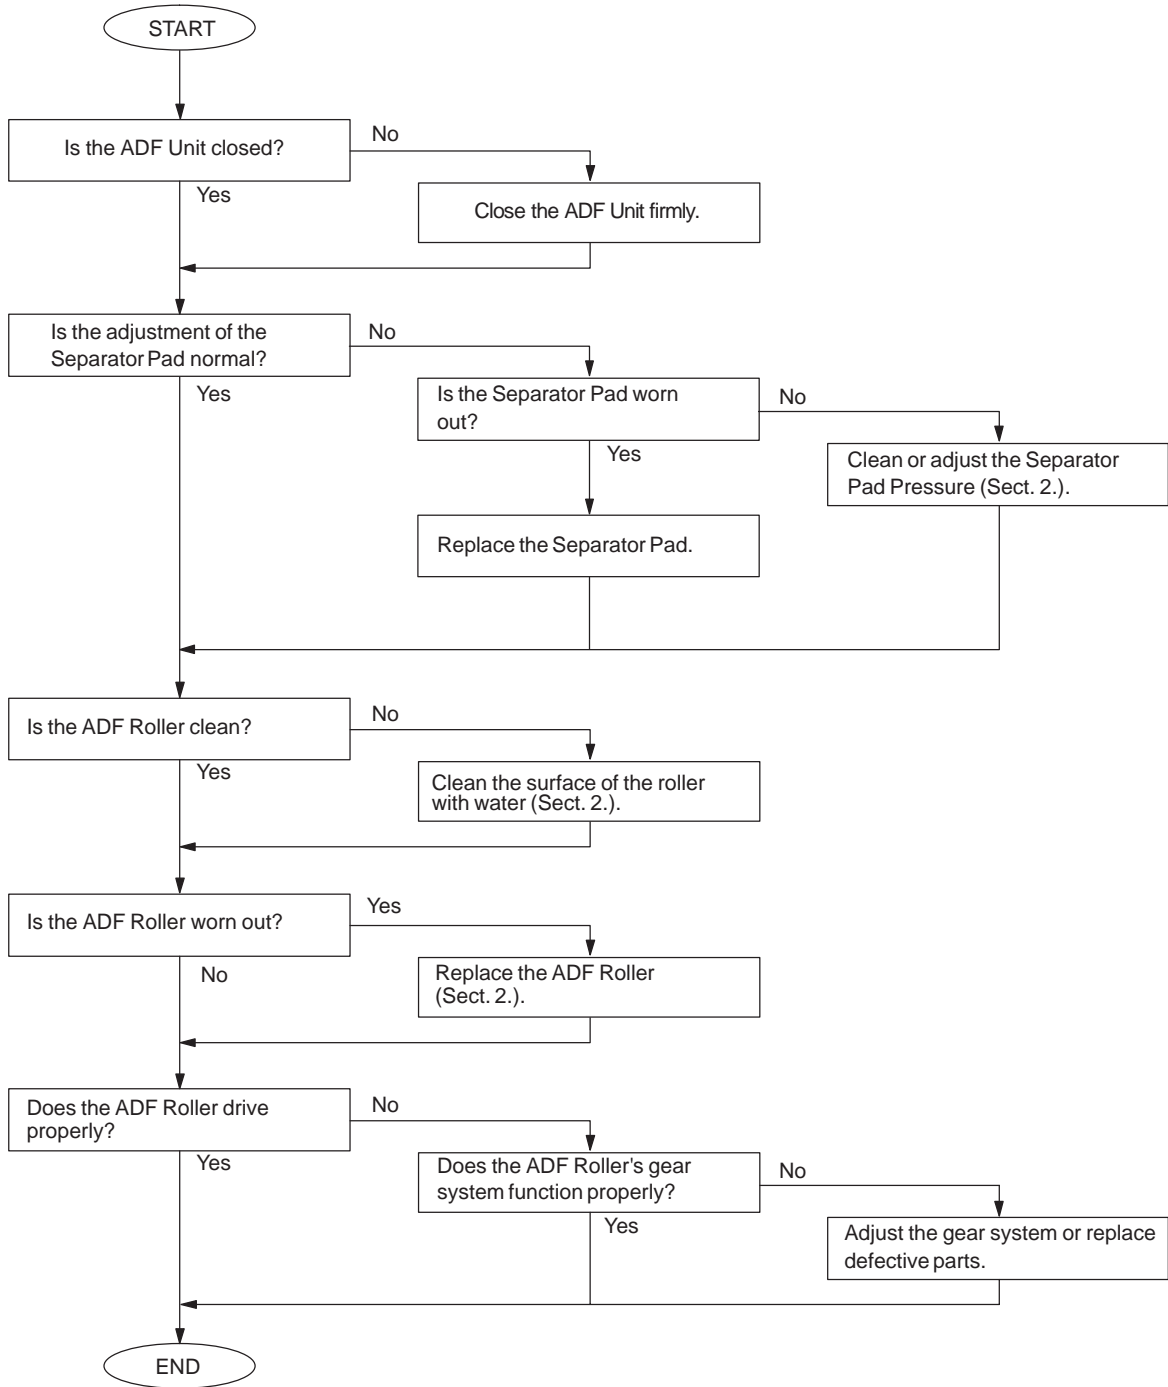 START
Is the ADF Unit closed?
No
Yes
Close the ADF Unit firmly.
Is the adjustment of the
Separator Pad normal?
No
Yes
Is the Separator Pad worn
out?
No
Yes
Clean or adjust the Separator
Pad Pressure (Sect. 2.).
Replace the Separator Pad.
Is the ADF Roller clean?
No
Yes
Clean the surface of the roller
with water (Sect. 2.).
Is the ADF Roller worn out?
Yes
No
Replace the ADF Roller
(Sect. 2.).
Does the ADF Roller drive
properly?
No
Yes
Does the ADF Roller's gear
system function properly?
No
Yes
Adjust the gear system or replace
defective parts.
END